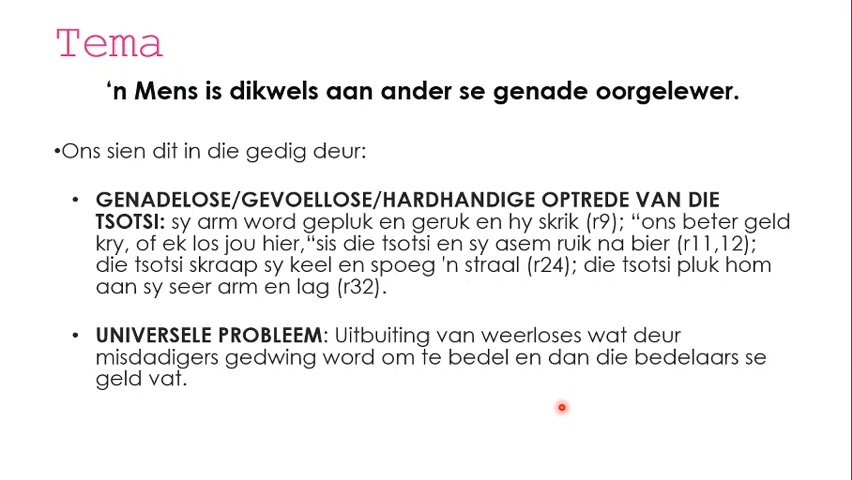 Tema
‘n Mens is dikwels aan ander se genade oorgelewer.
•Ons sien dit in die gedig deur:
• GENADELOSE/GEVOELLOSE/HARDHANDIGE OPTREDE VAN DIE
TSOTSI: sy arm word gepluk en geruk en hy skrik (r9); “ons beter geld
kry, of ek los jou hier,“sis die tsotsi en sy asem ruik na bier (r11,12);
die tsotsi skraap sy keel en spoeg 'n straal (r24); die tsotsi pluk hom
aan sy seer arm en lag (r32).
• UNIVERSELE PROBLEEM: Uitbuiting van weerloses wat deur
misdadigers gedwing word om te bedel en dan die bedelaars se
geld vat.